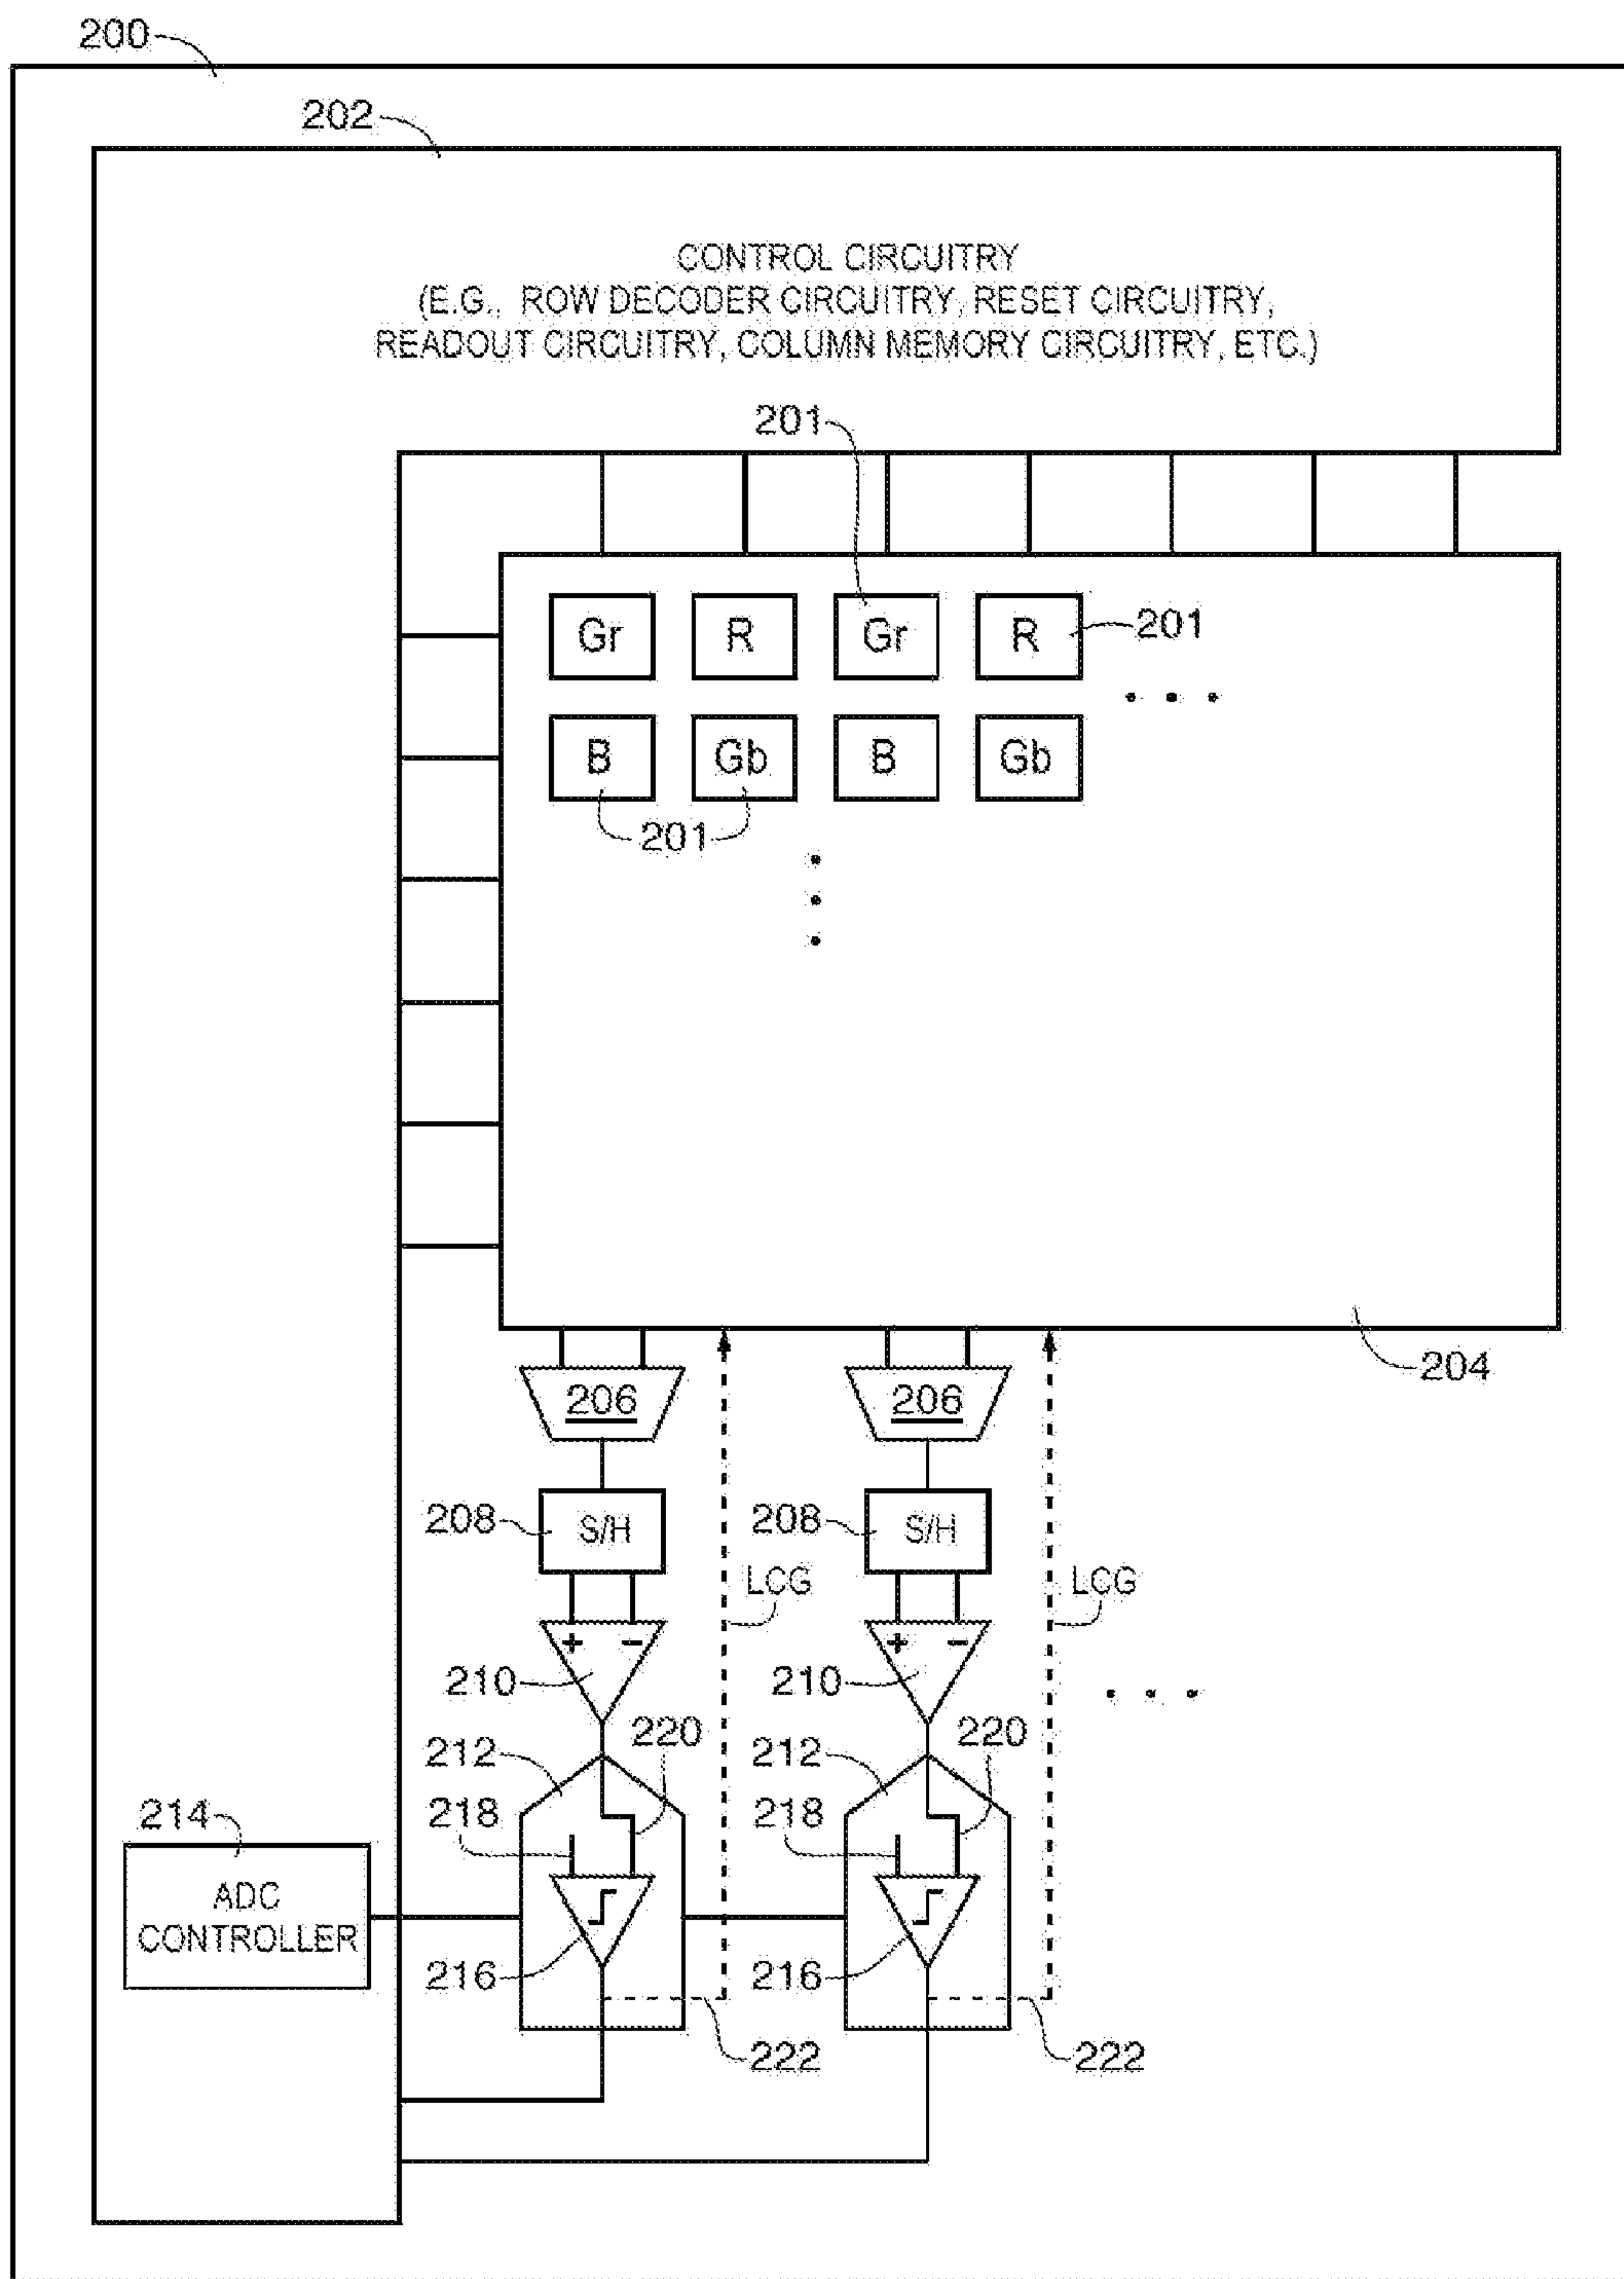 200
202
CONTROL CIRCUITRY
(E.G., ROW DECODER CIRCUITRY, RESET CIRCUITRY,
READOUT CIRCUITRY, COLUMN MEMORY CIRCUITRY, ETC.)
201
Gr R Gr R 201
B Gb B Gb
201
204
206 206
208 S/H 208 S/H
LCG LCG
+ − + −
210 210
212 220 212 220
218 218
214
ADC
CONTROLLER
216 216
222 222